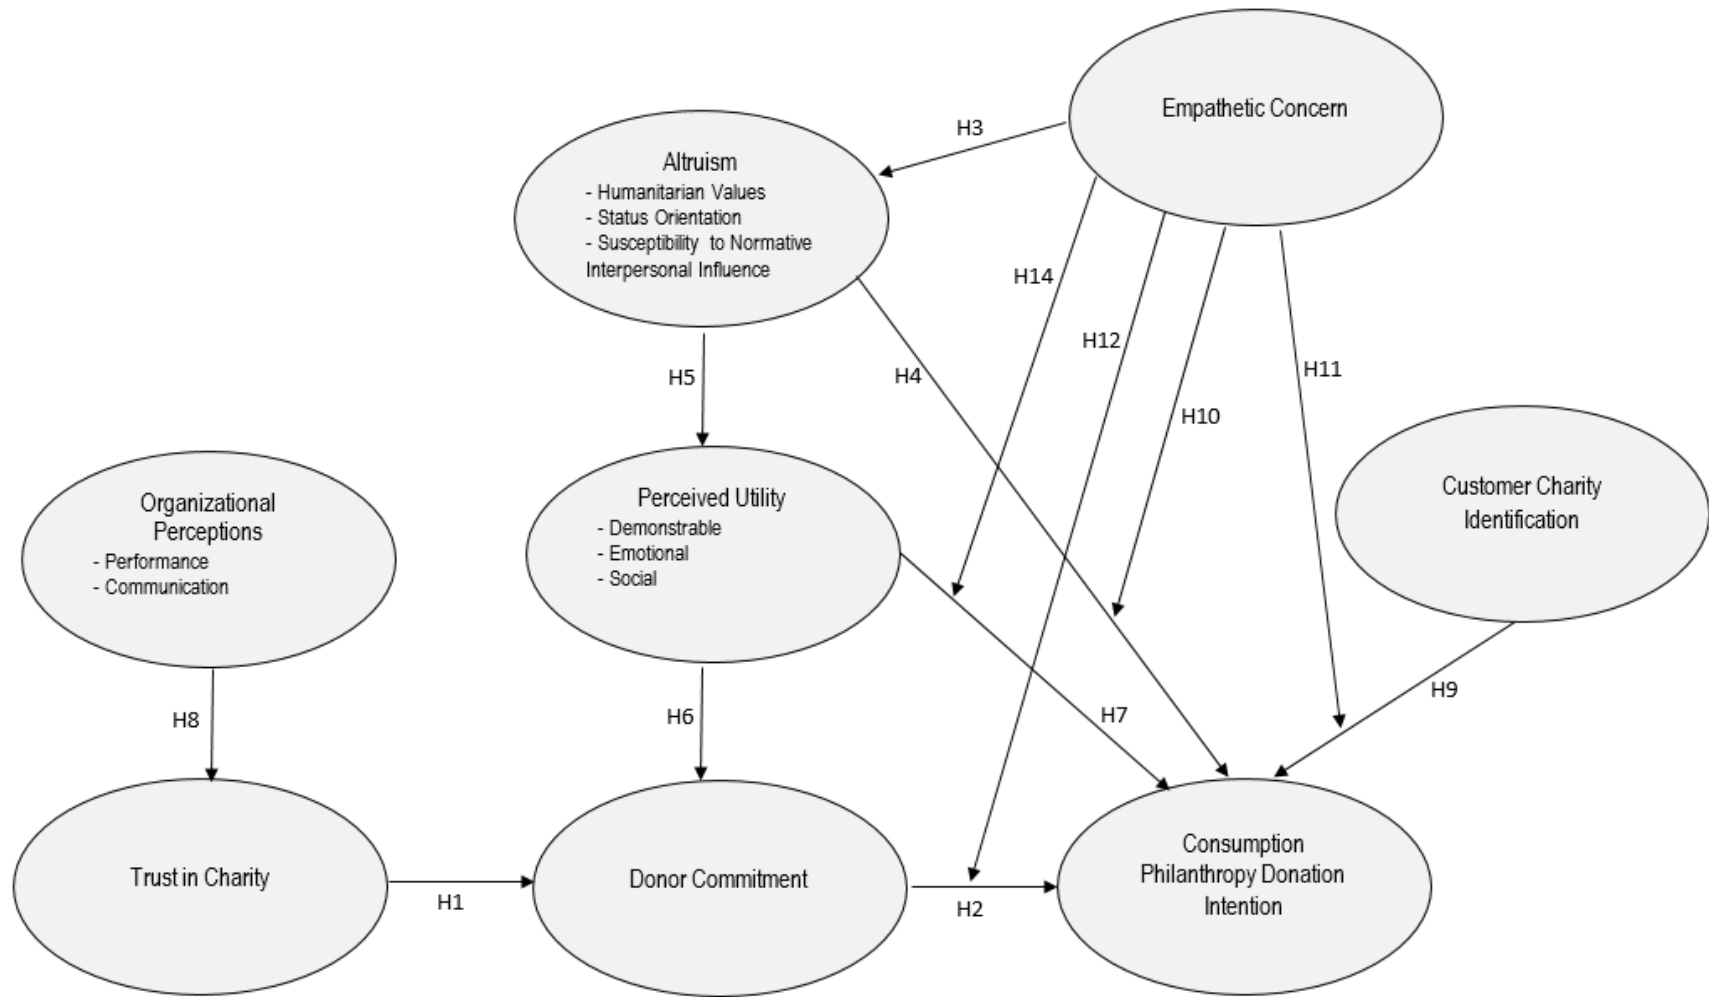 Empathetic Concern
H3
Altruism
- Humanitarian Values
- Status Orientation
- Susceptibility to Normative
Interpersonal Influence
H14
H12
H11
H5
H4
H10
Organizational
Perceptions
- Performance
- Communication
Perceived Utility
- Demonstrable
- Emotional
- Social
Customer Charity
Identification
H8
H6
H7
H9
Trust in Charity
H1
Donor Commitment
H2
Consumption
Philanthropy Donation
Intention